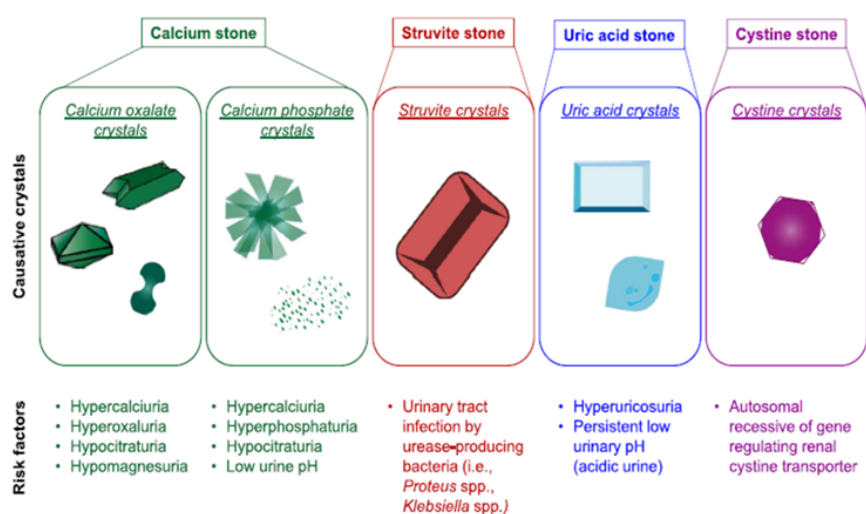 Calcium stone
Struvite stone
Uric acid stone
Cystine stone
Causative crystals
Calcium oxalate
crystals
Calcium phosphate
crystals
Struvite crystals
Uric acid crystals
Cystine crystals
Risk factors
• Hypercalciuria
• Hyperoxaluria
• Hypocitraturia
• Hypomagnesuria
• Hypercalciuria
• Hyperphosphaturia
• Hypocitraturia
• Low urine pH
• Urinary tract
infection by
urease-producing
bacteria (i.e.,
Proteus spp.,
Klebsiella spp.)
• Hyperuricosuria
• Persistent low
urinary pH
(acidic urine)
• Autosomal
recessive of gene
regulating renal
cystine transporter